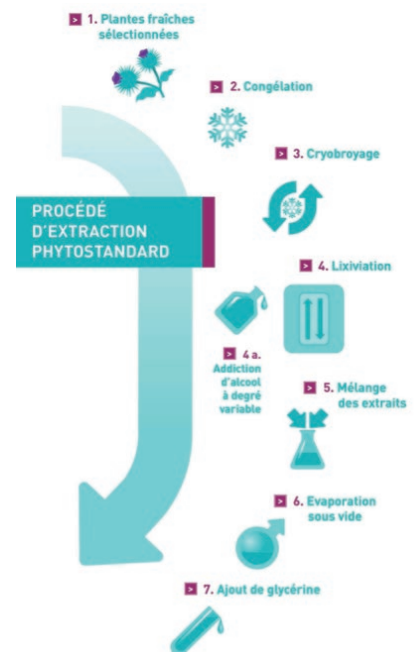 1. Plantes fraîches
sélectionnées
2. Congélation
3. Cryobroyage
PROCÉDÉ
D'EXTRACTION
PHYTOSTANDARD
4. Lixiviation
4 a.
Addiction
d'alcool
à degré
variable
5. Mélange
des extraits
6. Evaporation
sous vide
7. Ajout de glycérine